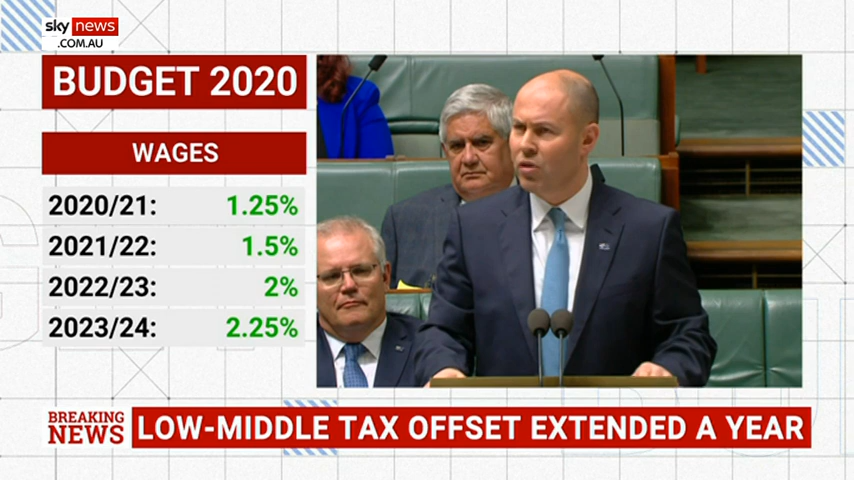 sky news
.COM.AU
BUDGET 2020
WAGES
2020/21: 1.25%
2021/22: 1.5%
2022/23: 2%
2023/24: 2.25%
BREAKING
NEWS
LOW-MIDDLE TAX OFFSET EXTENDED A YEAR